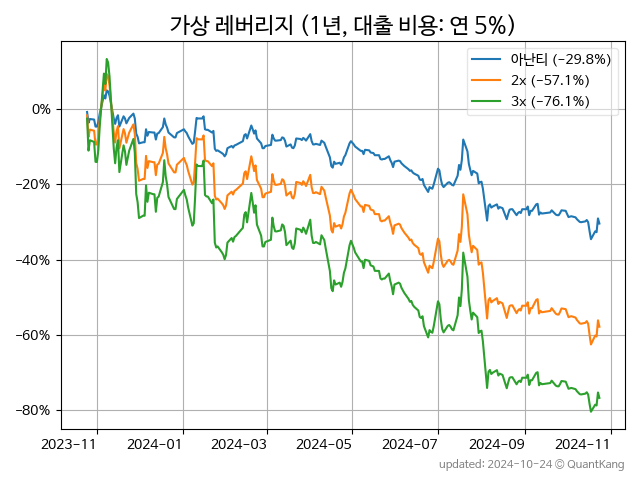 가상 레버리지 (1년, 대출 비용: 연 5%)
아난티 (−29.8%)
2x (−57.1%)
3x (−76.1%)
0%
−20%
−40%
−60%
−80%
2023−11 2024−01 2024−03 2024−05 2024−07 2024−09 2024−11
updated: 2024-10-24 © QuantKang